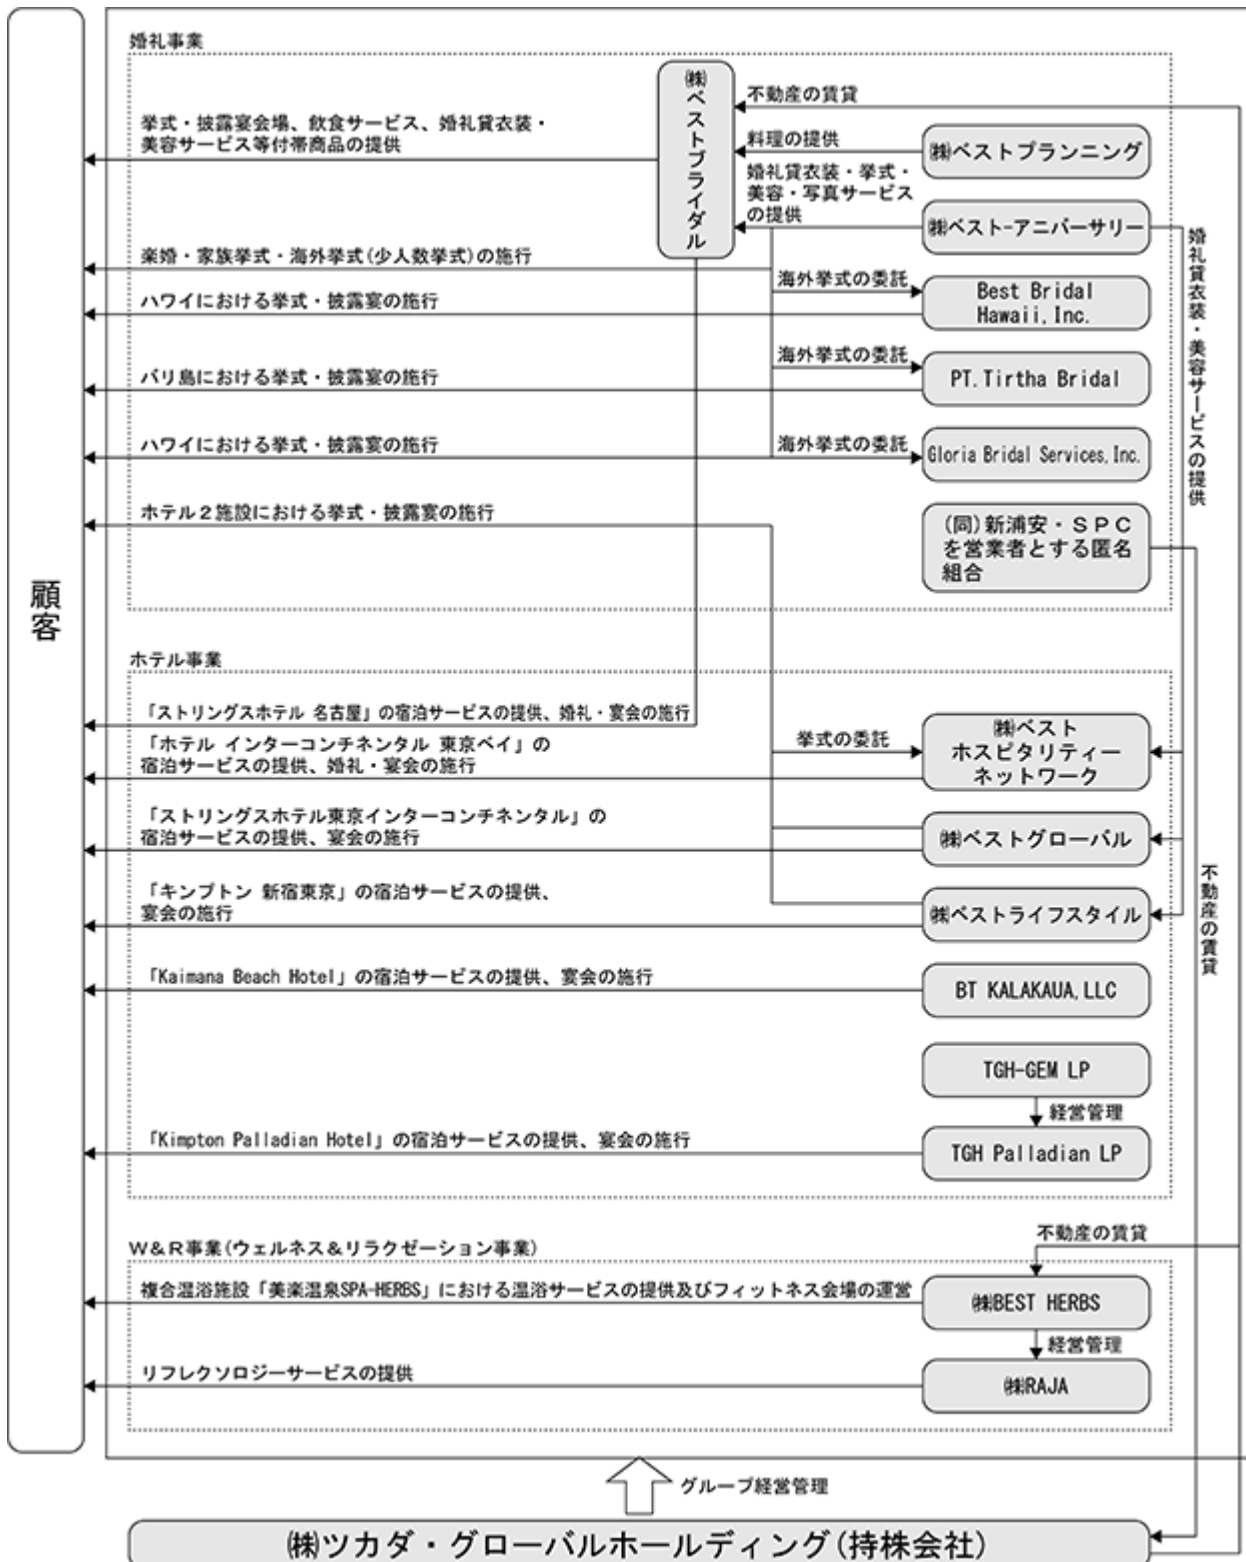 婚礼事業
㈱ベストブライダル
不動産の賃貸
挙式・披露宴会場、飲食サービス、婚礼貸衣装・
美容サービス等付帯商品の提供
料理の提供
㈱ベストプランニング
婚礼貸衣装・挙式・
美容・写真サービス
の提供
㈱ベスト-アニバーサリー
婚礼貸衣装・美容サービスの提供
楽婚・家族挙式・海外挙式(少人数挙式)の施行
海外挙式の委託
Best Bridal
Hawaii,Inc.
ハワイにおける挙式・披露宴の施行
海外挙式の委託
PT.Tirtha Bridal
バリ島における挙式・披露宴の施行
ハワイにおける挙式・披露宴の施行
海外挙式の委託
Gloria Bridal Services,Inc.
ホテル2施設における挙式・披露宴の施行
(同)新浦安・SPC
を営業者とする匿名
組合
顧客
ホテル事業
「ストリングスホテル 名古屋」の宿泊サービスの提供、婚礼・宴会の施行
「ホテル インターコンチネンタル 東京ベイ」の
宿泊サービスの提供、婚礼・宴会の施行
挙式の委託
㈱ベスト
ホスピタリティー
ネットワーク
「ストリングスホテル東京インターコンチネンタル」の
宿泊サービスの提供、宴会の施行
㈱ベストグローバル
「キンプトン 新宿東京」の宿泊サービスの提供、
宴会の施行
㈱ベストライフスタイル
不動産の賃貸
「Kaimana Beach Hotel」の宿泊サービスの提供、宴会の施行
BT KALAKAUA,LLC
TGH-GEM LP
経営管理
「Kimpton Palladian Hotel」の宿泊サービスの提供、宴会の施行
TGH Palladian LP
W&R事業(ウェルネス&リラクゼーション事業)
不動産の賃貸
複合温浴施設「美楽温泉SPA-HERBS」における温浴サービスの提供及びフィットネス会場の運営
㈱BEST HERBS
経営管理
リフレクソロジーサービスの提供
㈱RAJA
グループ経営管理
㈱ツカダ・グローバルホールディング(持株会社)